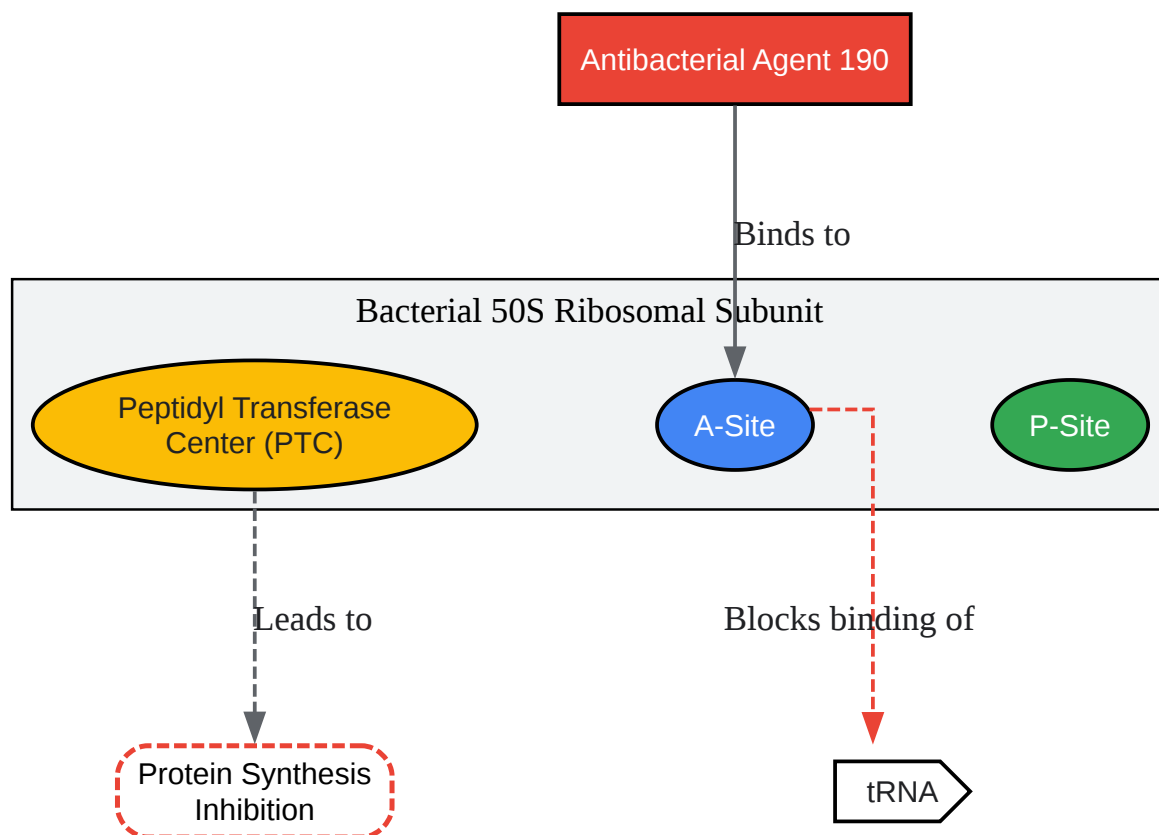 Antibacterial Agent 190
Binds to
Bacterial 50S Ribosomal Subunit
Peptidyl Transferase
Center (PTC)
A-Site
P-Site
Leads to
Blocks binding of
Protein Synthesis
Inhibition
tRNA